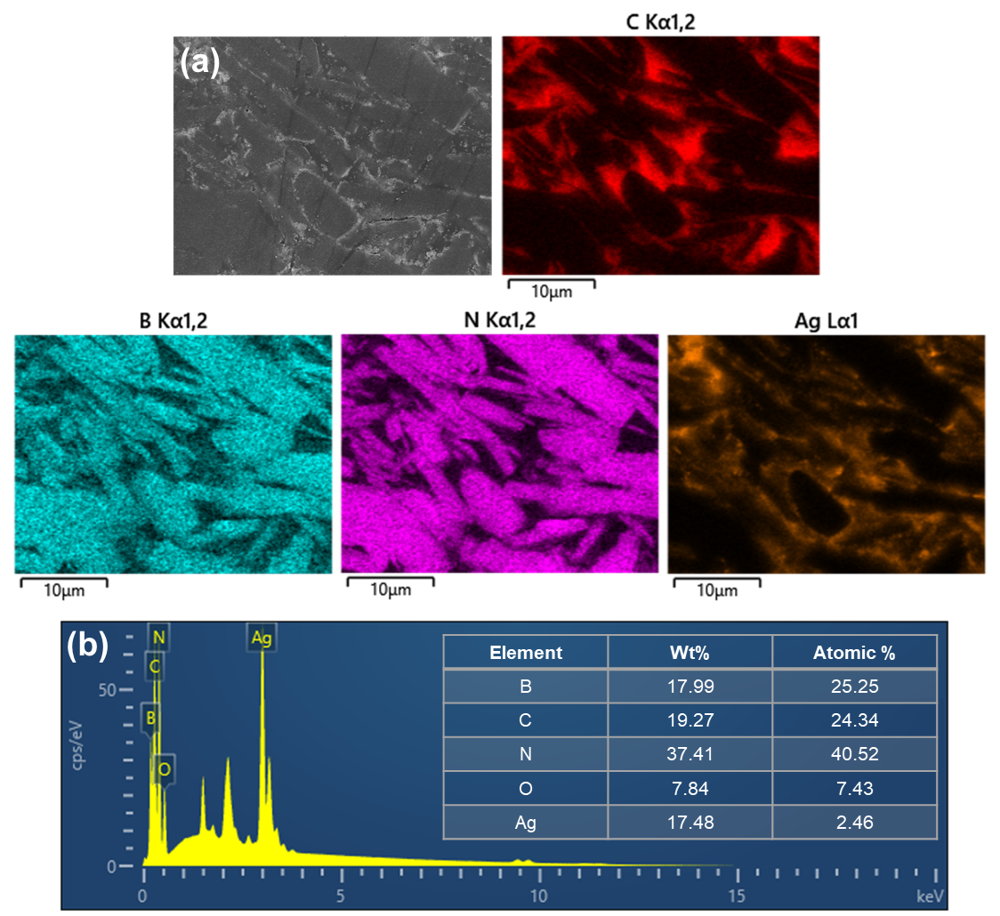 C Kα1,2
(a)
10μm
B Kα1,2 N Kα1,2 Ag Lα1
10μm 10μm 10μm
(b)
N Ag
C
B
O
50
0
cps/eV
0 5 10 15 keV
Element Wt% Atomic %
B 17.99 25.25
C 19.27 24.34
N 37.41 40.52
O 7.84 7.43
Ag 17.48 2.46